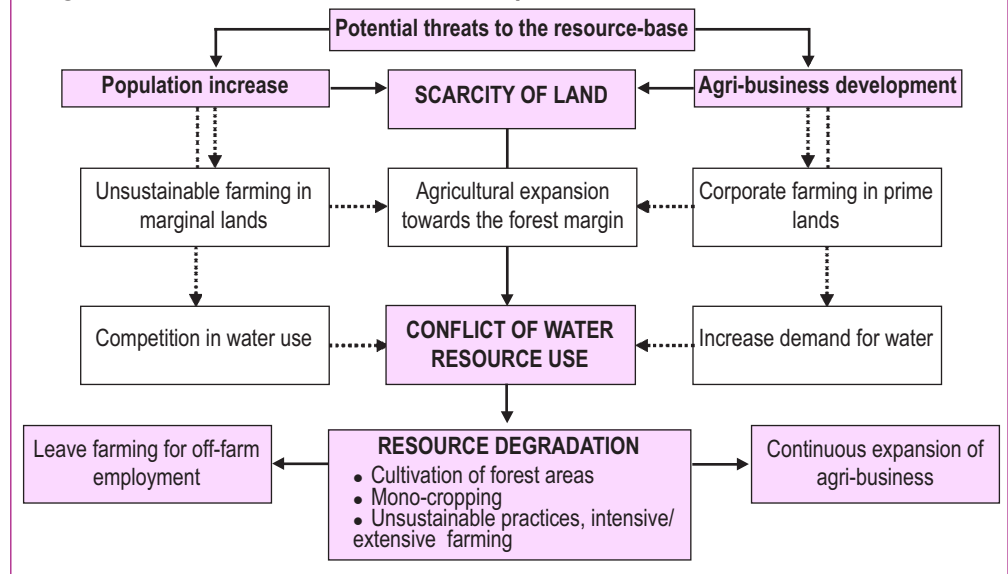 Potential threats to the resource-base
Population increase
SCARCITY OF LAND
Agri-business development
Unsustainable farming in
marginal lands
Agricultural expansion
towards the forest margin
Corporate farming in prime
lands
Competition in water use
CONFLICT OF WATER
RESOURCE USE
Increase demand for water
Leave farming for off-farm
employment
RESOURCE DEGRADATION
• Cultivation of forest areas
• Mono-cropping
• Unsustainable practices, intensive/
extensive farming
Continuous expansion of
agri-business